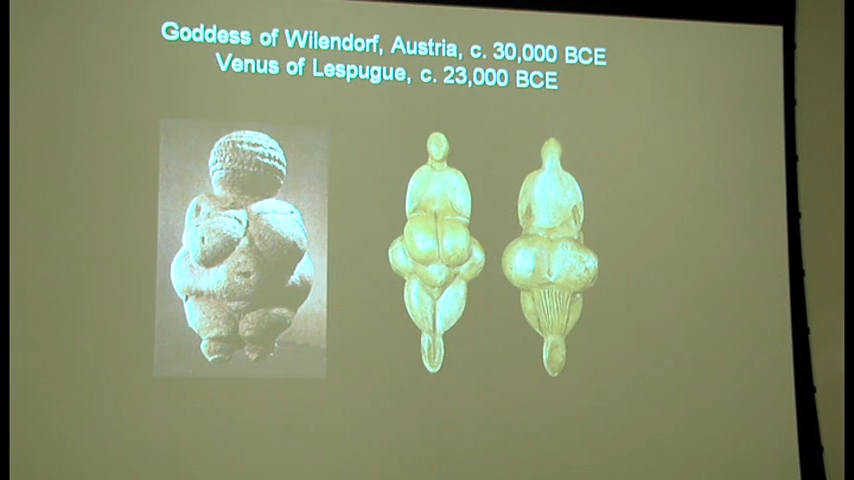 Goddess of Wilendorf, Austria, c. 30,000 BCE
Venus of Lespugue, c. 23,000 BCE